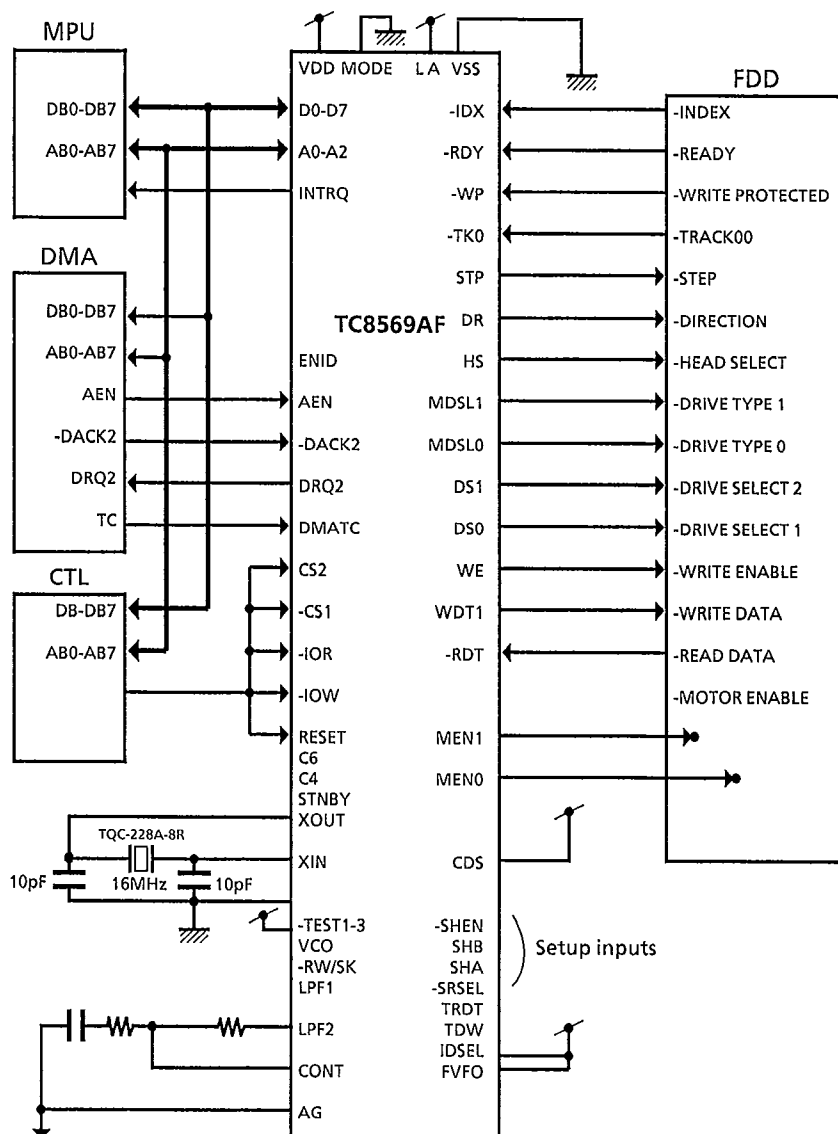 MPU
DB0-DB7
AB0-AB7
DMA
DB0-DB7
AB0-AB7
AEN
-DACK2
DRQ2
TC
CTL
DB-DB7
AB0-AB7
VDD MODE LA VSS
D0-D7
A0-A2
INTRQ
TC8569AF
ENID
AEN
-DACK2
DRQ2
DMATC
CS2
-CS1
-IOR
-IOW
RESET
C6
C4
STNBY
XOUT
XIN
-TEST1-3
VCO
-RW/SK
LPF1
LPF2
CONT
AG
TQC-228A-8R
10pF
16MHz
10pF
-IDX
-RDY
-WP
-TK0
STP
DR
HS
MDSL1
MDSL0
DS1
DS0
WE
WDT1
-RDT
MEN1
MEN0
CDS
-SHEN
SHB
SHA
-SRSEL
TRDT
TDW
IDSEL
FVFO
Setup inputs
FDD
-INDEX
-READY
-WRITE PROTECTED
-TRACK00
-STEP
-DIRECTION
-HEAD SELECT
-DRIVE TYPE 1
-DRIVE TYPE 0
-DRIVE SELECT 2
-DRIVE SELECT 1
-WRITE ENABLE
-WRITE DATA
-READ DATA
-MOTOR ENABLE